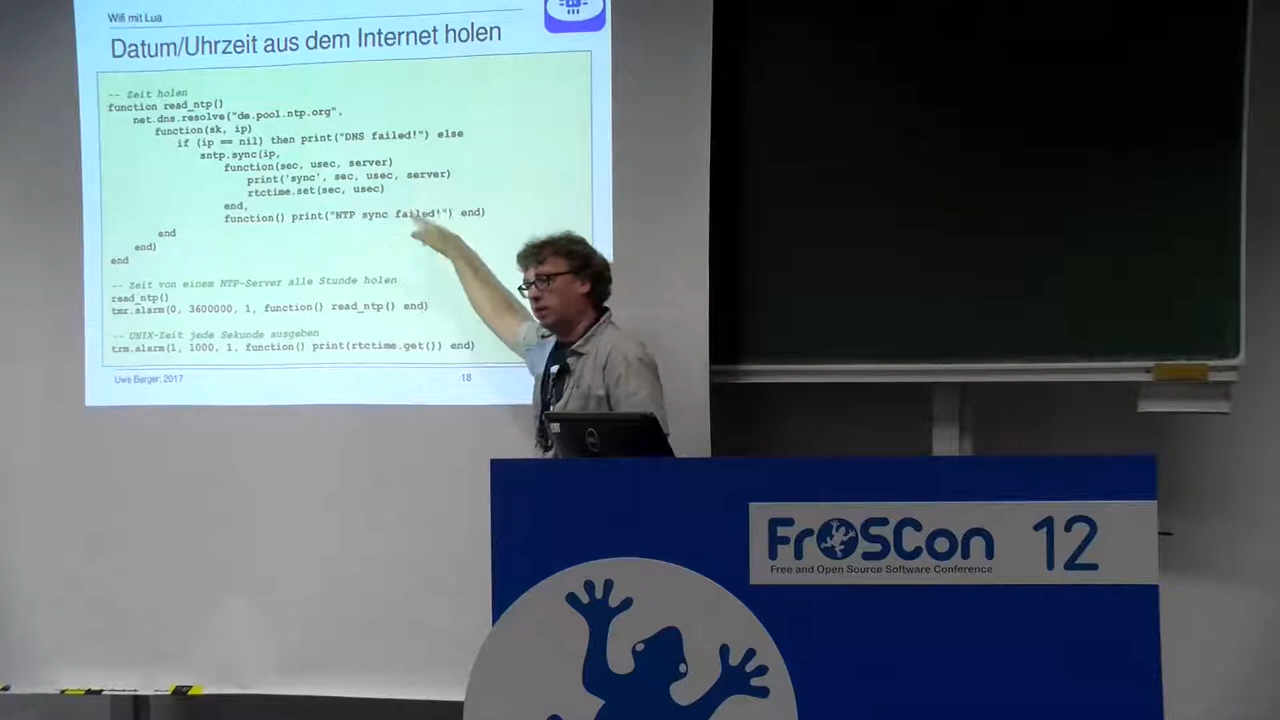 Wifi mit Lua
Datum/Uhrzeit aus dem Internet holen
-- Zeit holen
function read_ntp()
net.dns.resolve("de.pool.ntp.org",
function(sk, ip)
if (ip == nil) then print("DNS failed!") else
sntp.sync(ip,
function(sec, usec, server)
print('sync', sec, usec, server)
rtctime.set(sec, usec)
end,
function() print("NTP sync failed!") end)
end
end)
end
-- Zeit von einem NTP-Server alle Stunde holen
read_ntp()
tmr.alarm(0, 3600000, 1, function() read_ntp() end)
-- UNIX-Zeit jede Sekunde ausgeben
trm.alarm(1, 1000, 1, function() print(rtctime.get()) end)
Uwe Berger, 2017
18
DELL
FrOSCon 12
Free and Open Source Software Conference